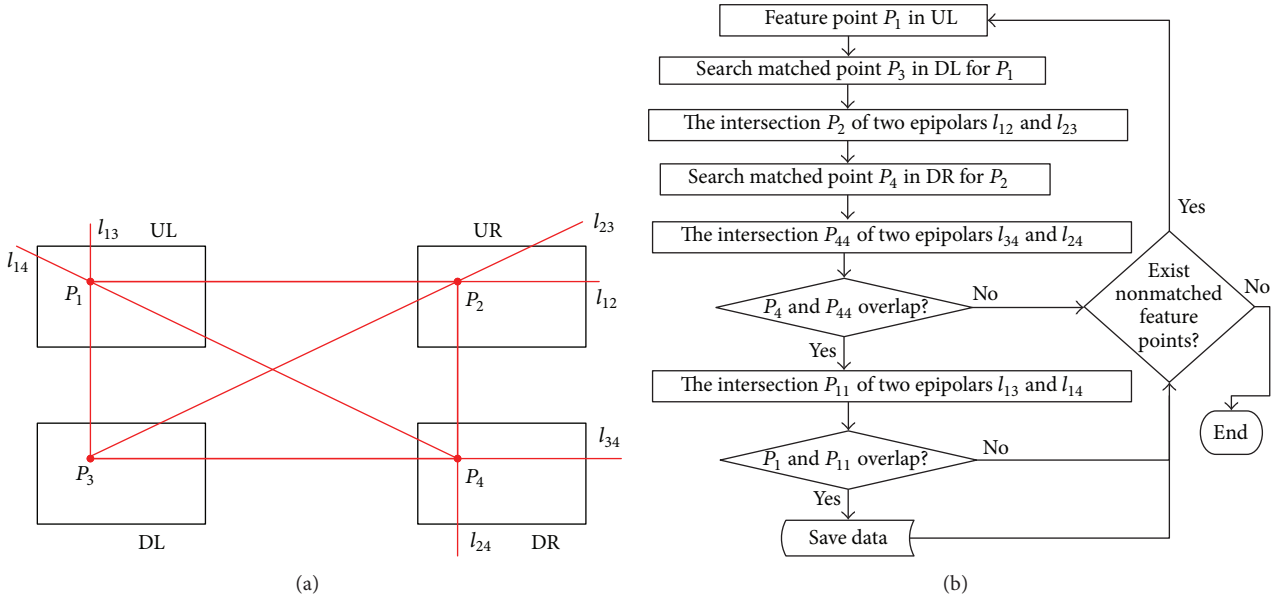 l13
UL
UR
l23
l14
P1
P2
l12
P3
P4
l34
DL
l24
DR
(a)
Feature point P1 in UL
Search matched point P3 in DL for P1
The intersection P2 of two epipolars l12 and l23
Search matched point P4 in DR for P2
The intersection P44 of two epipolars l34 and l24
P4 and P44 overlap?
No
Yes
The intersection P11 of two epipolars l13 and l14
P1 and P11 overlap?
No
Yes
Save data
Yes
Exist
nonmatched
feature
points?
No
End
(b)